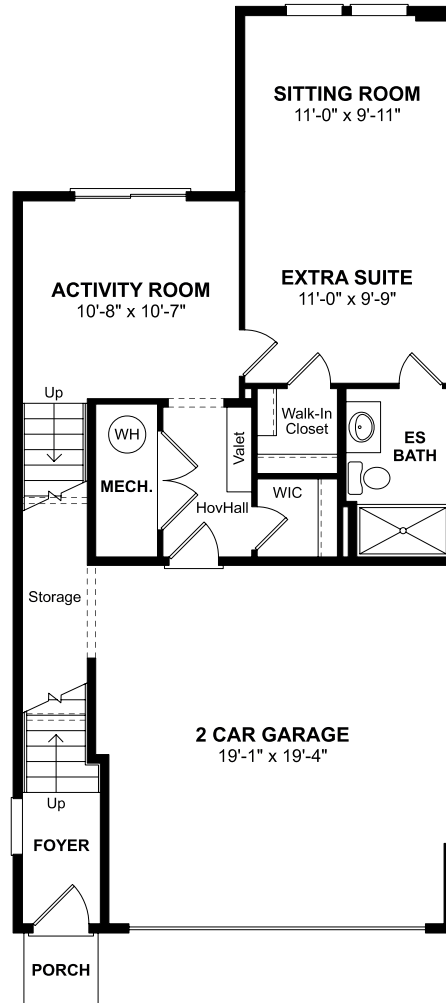 SITTING ROOM
11'-0" x 9'-11"
EXTRA SUITE
11'-0" x 9'-9"
ACTIVITY ROOM
10'-8" x 10'-7"
Up
WH
MECH.
Valet
Walk-In
Closet
ES
BATH
WIC
HovHall
Storage
2 CAR GARAGE
19'-1" x 19'-4"
Up
FOYER
PORCH